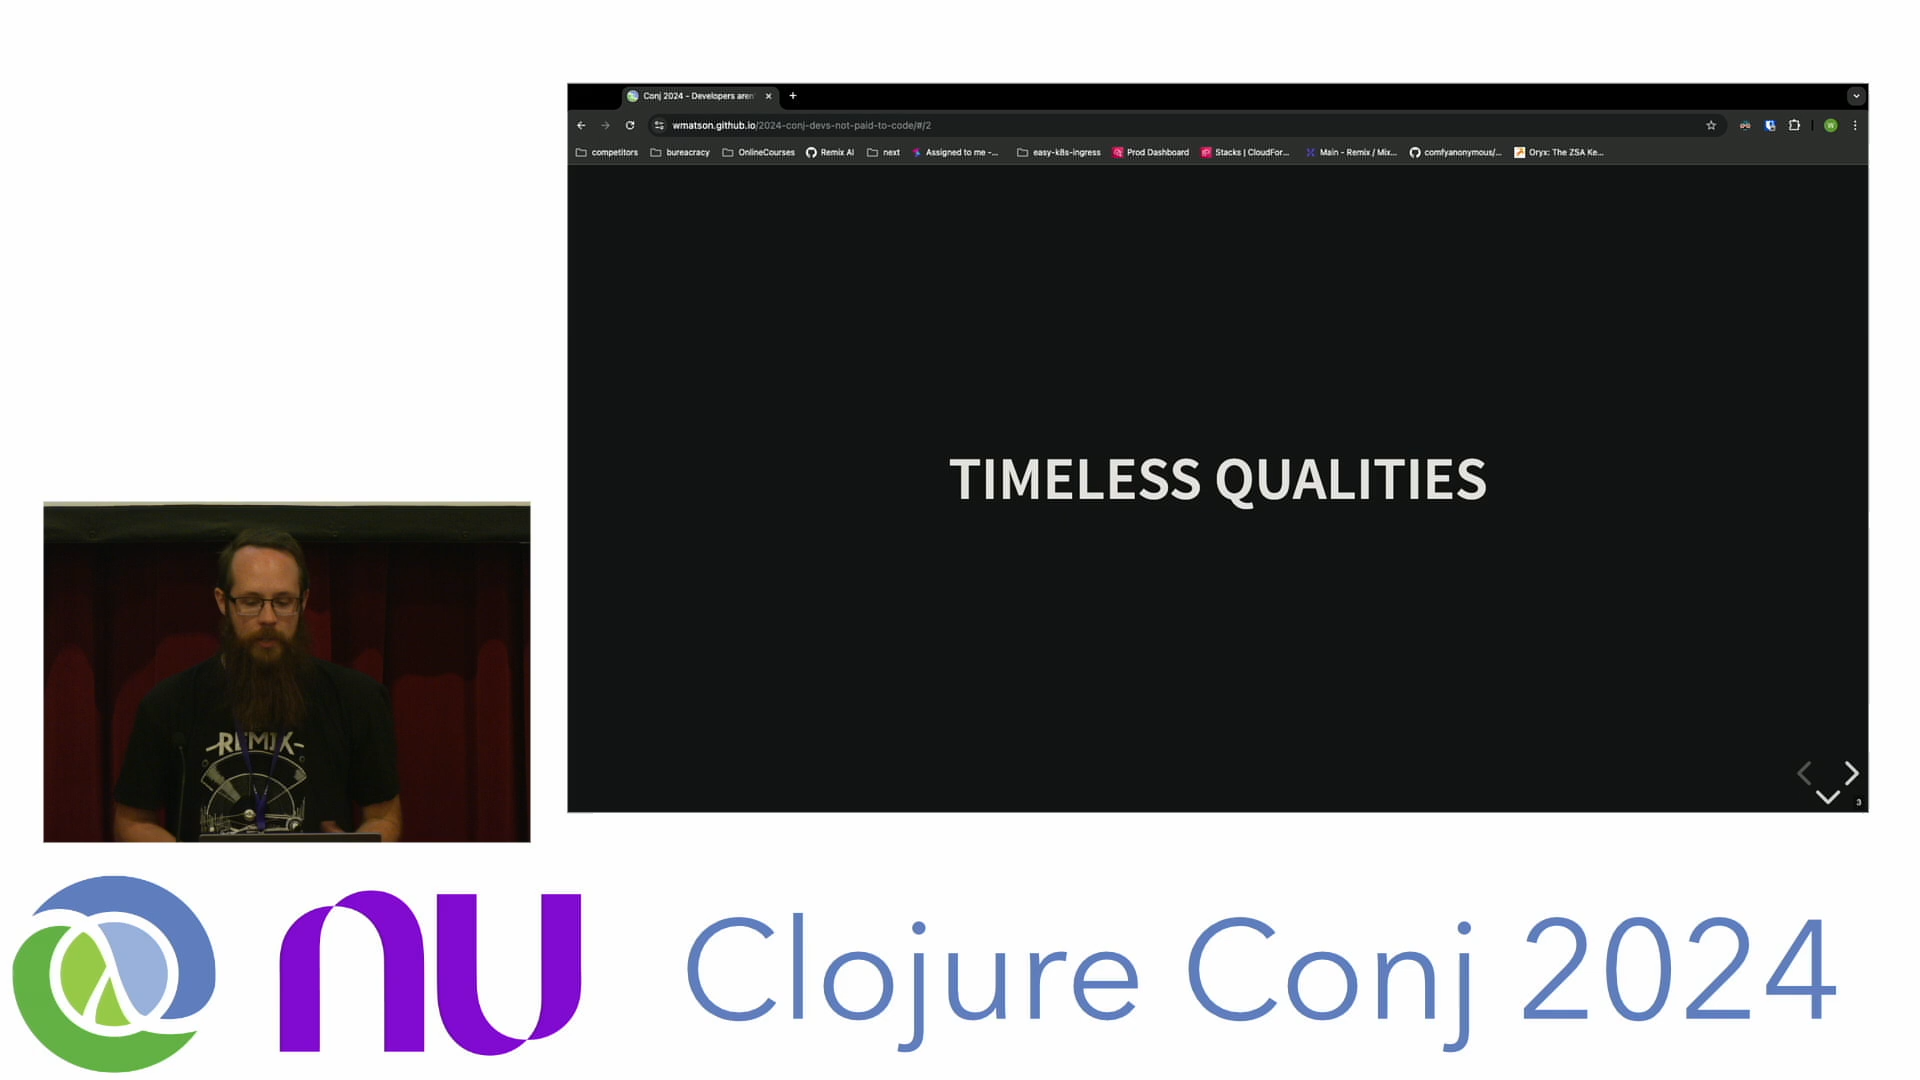 Conj 2024 - Developers aren
wmatson.github.io/2024-conj-devs-not-paid-to-code/#/2
competitors bureacracy OnlineCourses Remix AI next Assigned to me -... easy-k8s-ingress Prod Dashboard Stacks | CloudFor... Main - Remix / Mix... comfyanonymous/... Oryx: The ZSA Ke...
TIMELESS QUALITIES
3
REMIX
nu Clojure Conj 2024